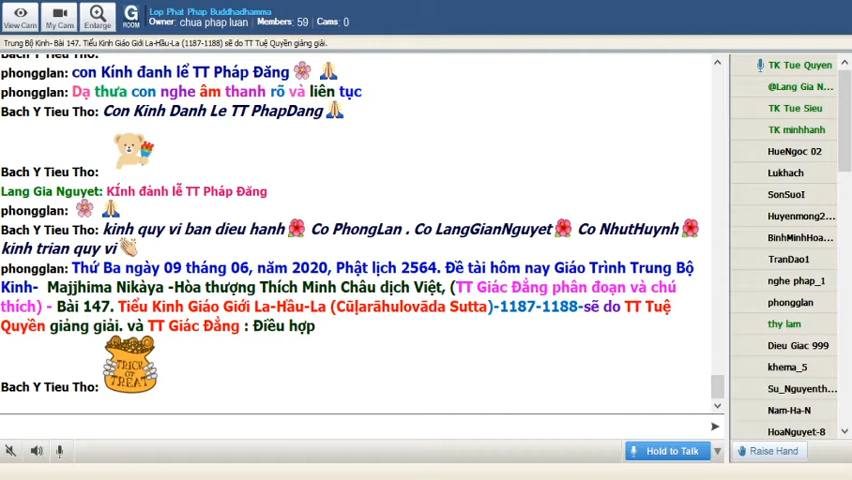 View Cam
My Cam
Enlarge
G
ROOM
Lop Phat Phap Buddhadhamma
Owner: chua phap luan Members: 59 Cams: 0
Trung Bộ Kinh- Bài 147. Tiểu Kinh Giáo Giới La-Hầu-La (1187-1188) sẽ do TT Tuệ Quyền giảng giải.
phongglan: con Kính đanh lể TT Pháp Đăng
phongglan: Dạ thưa con nghe âm thanh rõ và liên tục
Bach Y Tieu Tho: Con Kinh Danh Le TT PhapDang
Bach Y Tieu Tho:
Lang Gia Nguyet: KÍnh đảnh lễ TT Pháp Đăng
phongglan:
Bach Y Tieu Tho: kinh quy vi ban dieu hanh Co PhongLan . Co LangGianNguyet Co NhutHuynh
kinh trian quy vi
phongglan: Thứ Ba ngày 09 tháng 06, năm 2020, Phật lịch 2564. Đề tài hôm nay Giáo Trình Trung Bộ
Kinh- Majjhima Nikàya -Hòa thượng Thích Minh Châu dịch Việt, (TT Giác Đẳng phân đoạn và chú
thích) - Bài 147. Tiểu Kinh Giáo Giới La-Hầu-La (Cūḷarāhulovāda Sutta)-1187-1188-sẽ do TT Tuệ
Quyền giảng giải. và TT Giác Đẳng : Điều hợp
TRICK
OR
TREAT
Bach Y Tieu Tho:
Hold to Talk
TK Tue Quyen
@Lang Gia N...
TK Tue Sieu
TK minhhanh
HueNgoc 02
Lukhach
SonSuoI
Huyenmong2...
BinhMinhHoa...
TranDao1
nghe phap_1
phongglan
thy lam
Dieu Giac 999
khema_5
Su_Nguyenth...
Nam-Ha-N
HoaNguyet-8
Raise Hand